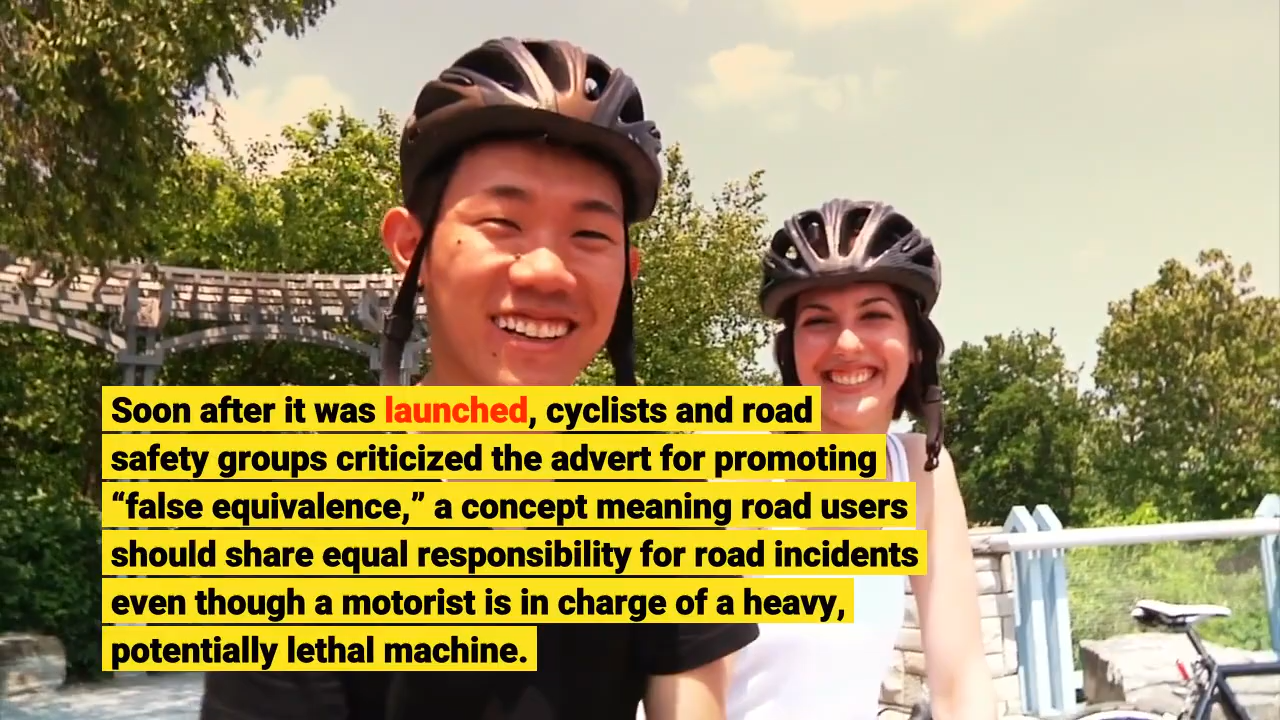 Soon after it was launched, cyclists and road
safety groups criticized the advert for promoting
“false equivalence,” a concept meaning road users
should share equal responsibility for road incidents
even though a motorist is in charge of a heavy,
potentially lethal machine.